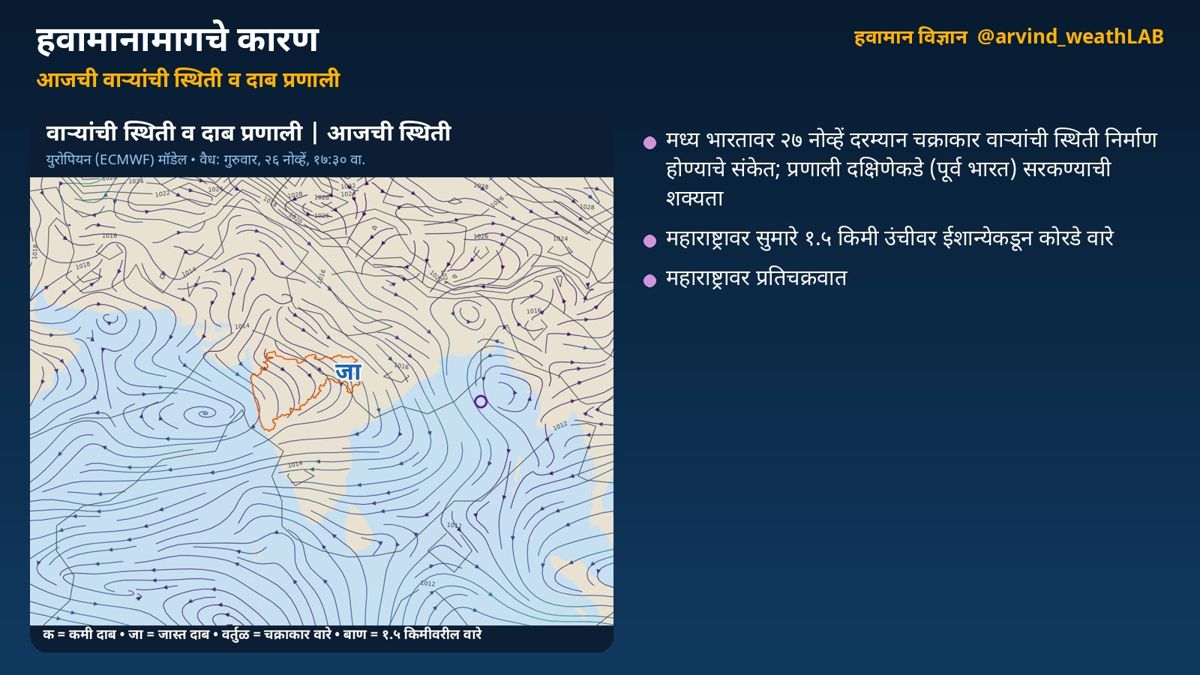 हवामानामागचे कारण
हवामान विज्ञान @arvind_weathLAB
आजची वाऱ्यांची स्थिती व दाब प्रणाली
वाऱ्यांची स्थिती व दाब प्रणाली | आजची स्थिती
युरोपियन (ECMWF) मॉडेल • वैध: गुरुवार, २६ नोव्हें, १७:३० वा.
जा
क = कमी दाब • जा = जास्त दाब • वर्तुळ = चक्राकार वारे • बाण = १.५ किमीवरील वारे
मध्य भारतावर २७ नोव्हें दरम्यान चक्राकार वाऱ्यांची स्थिती निर्माण
होण्याचे संकेत; प्रणाली दक्षिणेकडे (पूर्व भारत) सरकण्याची
शक्यता
महाराष्ट्रावर सुमारे १.५ किमी उंचीवर ईशान्येकडून कोरडे वारे
महाराष्ट्रावर प्रतिचक्रवात